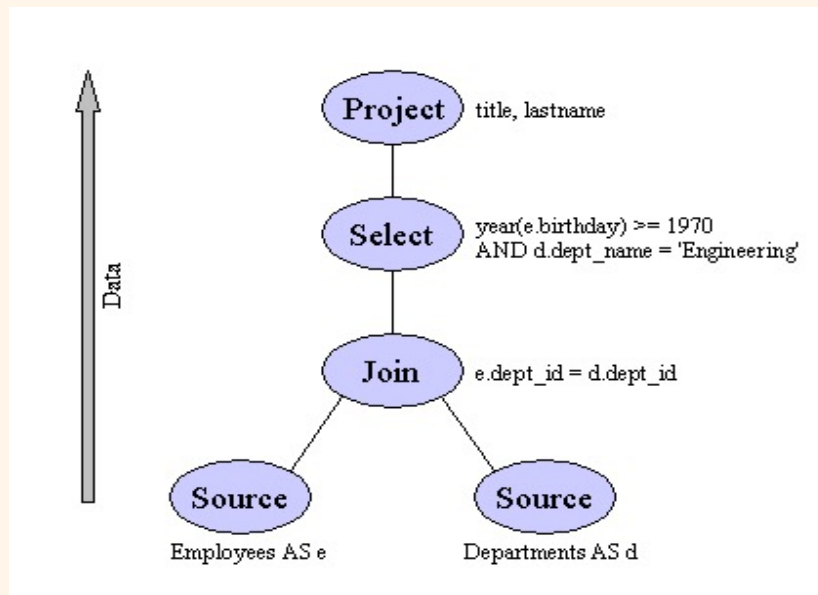 Project
title, lastname
Select
year(e.birthday) >= 1970
AND d.dept_name = 'Engineering'
Data
Join
e.dept_id = d.dept_id
Source
Source
Employees AS e
Departments AS d